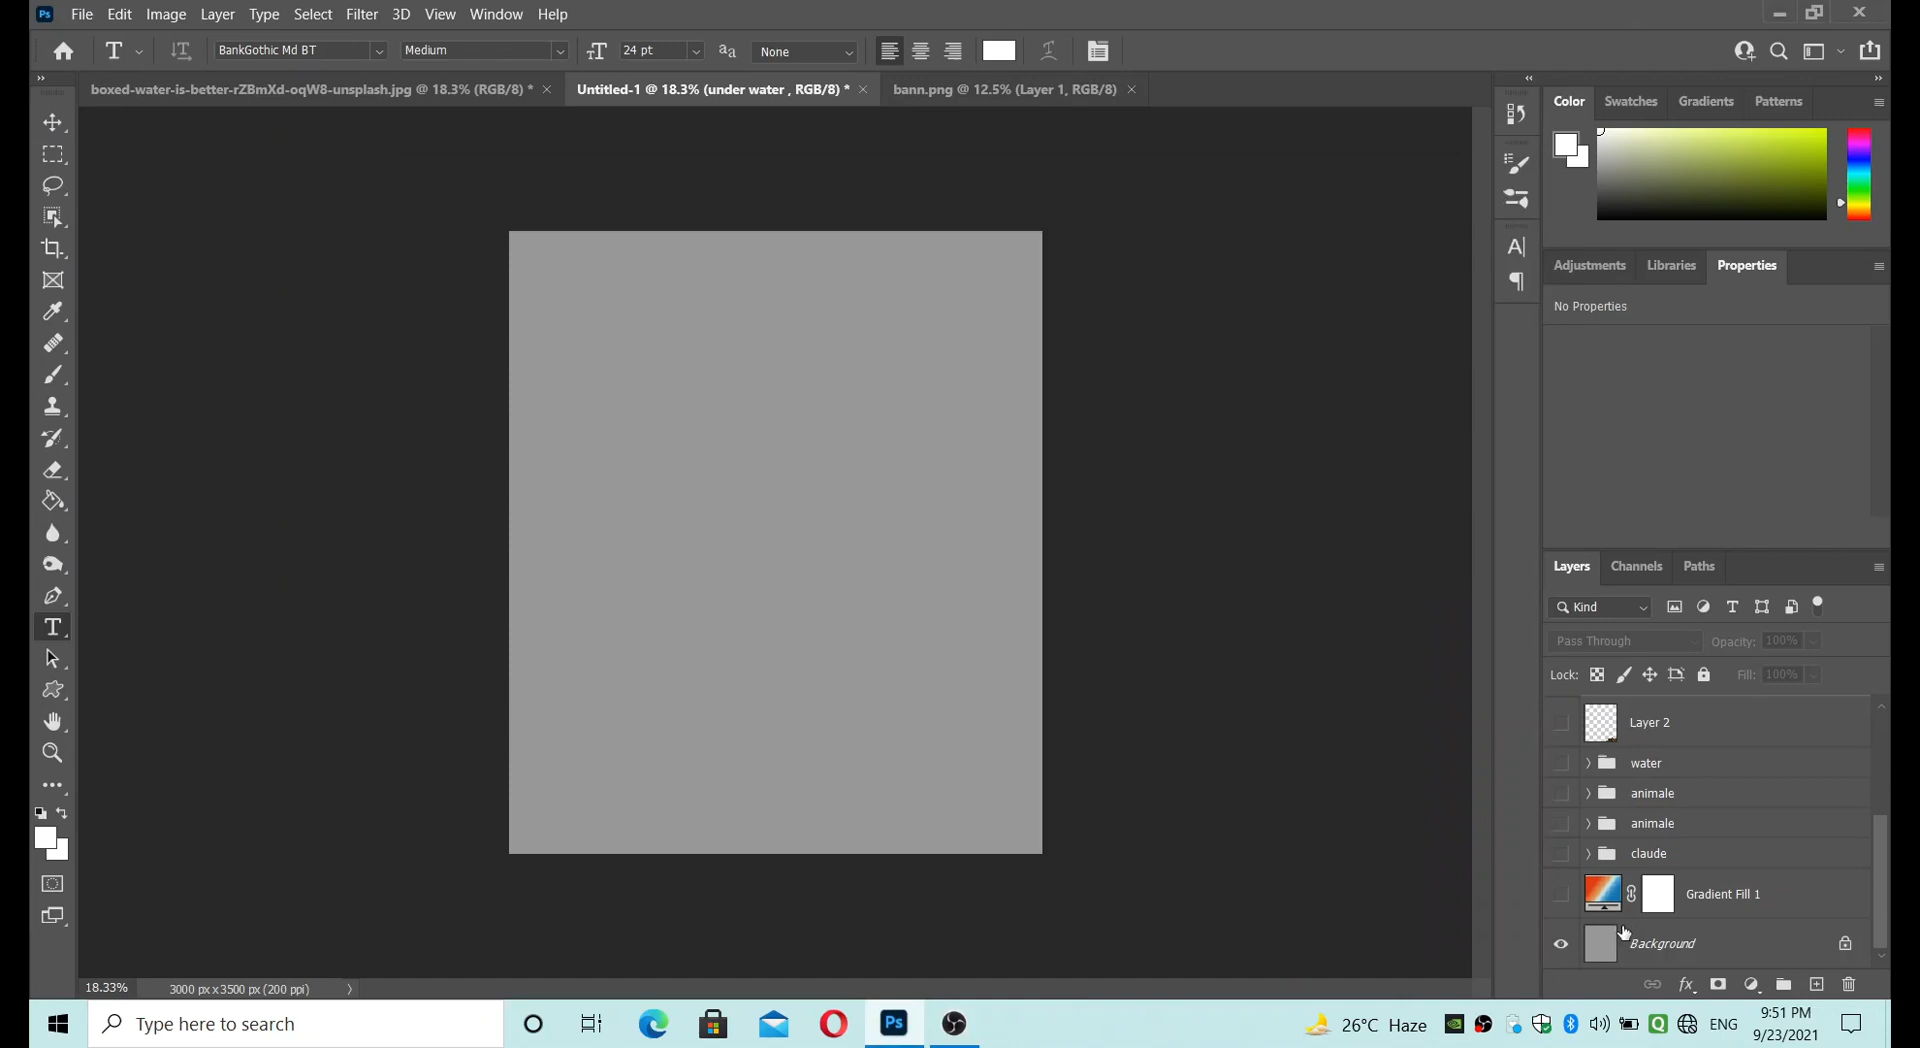 Ps File Edit Image Layer Type Select Filter 3D View Window Help
T BankGothic Md BT Medium 24 pt aa None
boxed-water-is-better-rZBmXd-oqW8-unsplash.jpg @ 18.3% (RGB/8) * Untitled-1 @ 18.3% (under water , RGB/8) * bann.png @ 12.5% (Layer 1, RGB/8)
Color Swatches Gradients Patterns
Adjustments Libraries Properties
No Properties
Layers Channels Paths
Kind
Pass Through Opacity: 100%
Lock: Fill: 100%
Layer 2
water
animale
animale
claude
Gradient Fill 1
Background
18.33% 3000 px x 3500 px (200 ppi)
Type here to search
Ps
26°C Haze
ENG
9:51 PM
9/23/2021